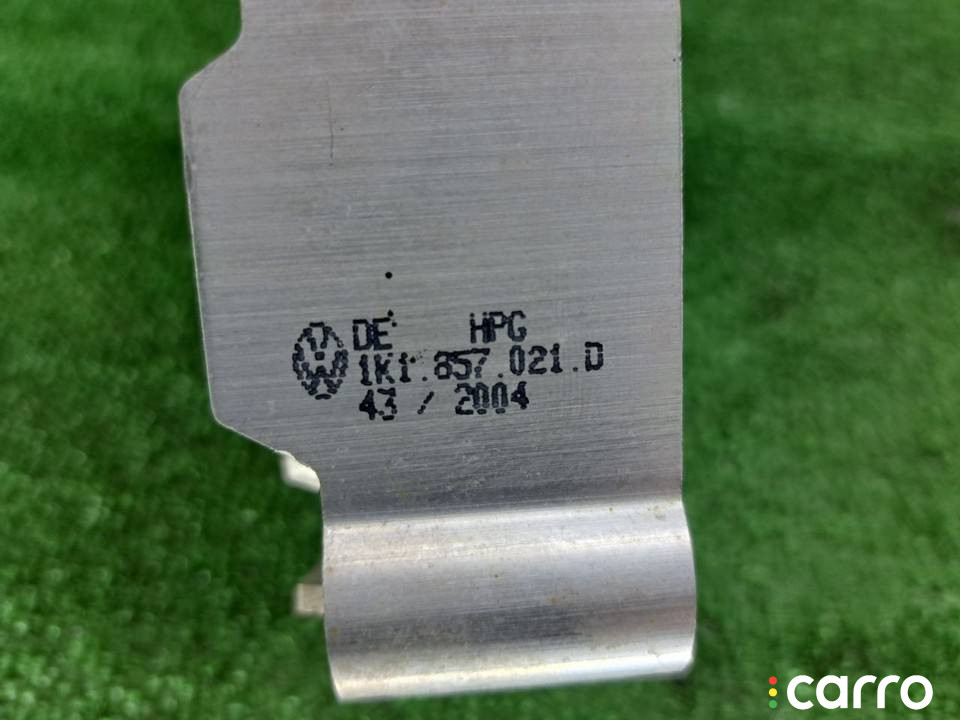 DE HPG
1K1.857.021.D
43 / 2004
carro